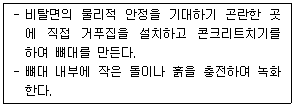 - 비탈면의 물리적 안정을 기대하기 곤란한 곳
에 직접 거푸집을 설치하고 콘크리트치기를
하여 뼈대를 만든다.
- 뼈대 내부에 작은 돌이나 흙을 충전하여 녹화
한다.